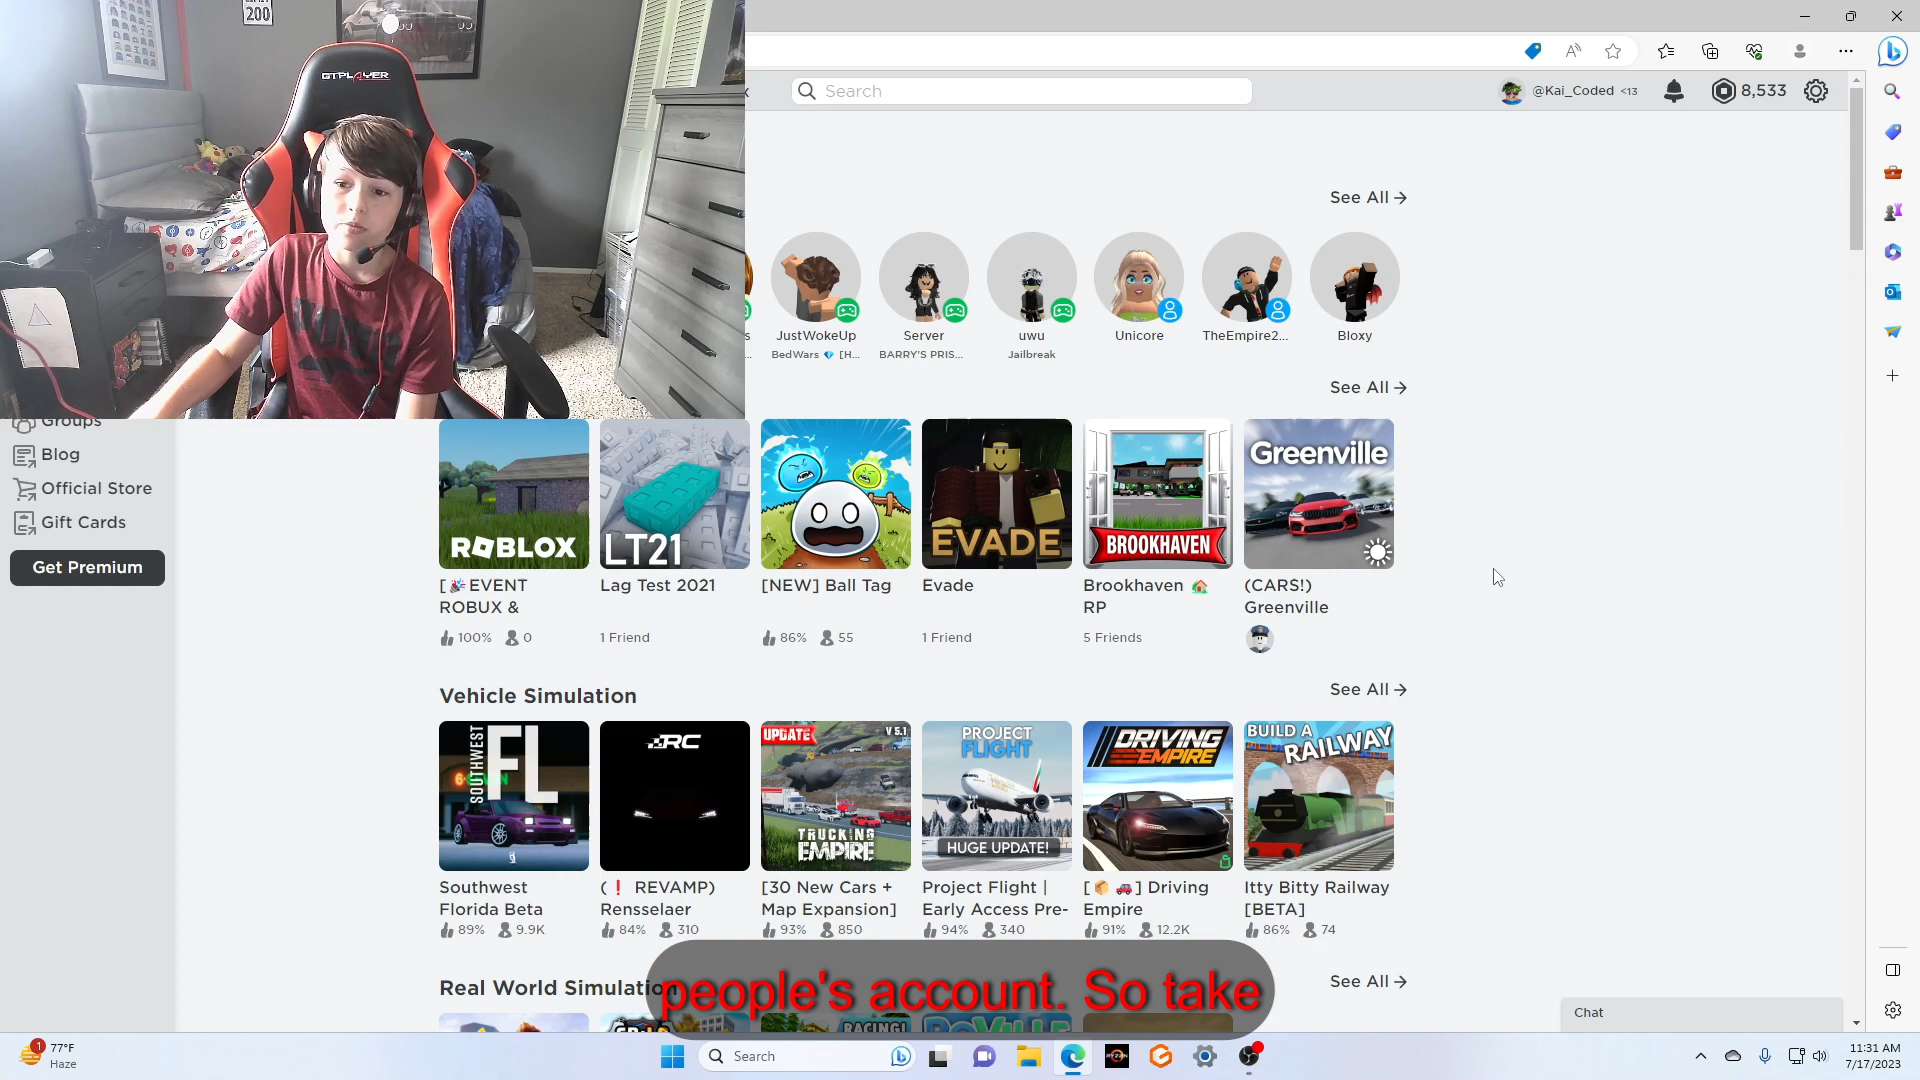 200
GTPLAYER
Search
@Kai_Coded <13
8,533
See All
JustWokeUp
Server
uwu
Unicore
TheEmpire2...
Bloxy
BedWars 💎 [H...
BARRY'S PRIS...
Jailbreak
See All
Groups
Blog
Official Store
Gift Cards
Get Premium
ROBLOX
LT21
EVADE
BROOKHAVEN
Greenville
[🎉EVENT
ROBUX &
Lag Test 2021
[NEW] Ball Tag
Evade
Brookhaven 🏠
RP
(CARS!)
Greenville
100% 0
1 Friend
86% 55
1 Friend
5 Friends
Vehicle Simulation
See All
SOUTHWEST
FL
RC
UPDATE
V 5.1
TRUCKING
EMPIRE
PROJECT
FLIGHT
HUGE UPDATE!
DRIVING
EMPIRE
BUILD A
RAILWAY
Southwest
Florida Beta
(❗ REVAMP)
Rensselaer
[30 New Cars +
Map Expansion]
Project Flight |
Early Access Pre-
[📦 🚗] Driving
Empire
Itty Bitty Railway
[BETA]
89% 9.9K
84% 310
93% 850
94% 340
91% 12.2K
86% 74
Real World Simulation
See All
people's account. So take
RACING!
Chat
1
77°F
Haze
Search
RYZEN
11:31 AM
7/17/2023